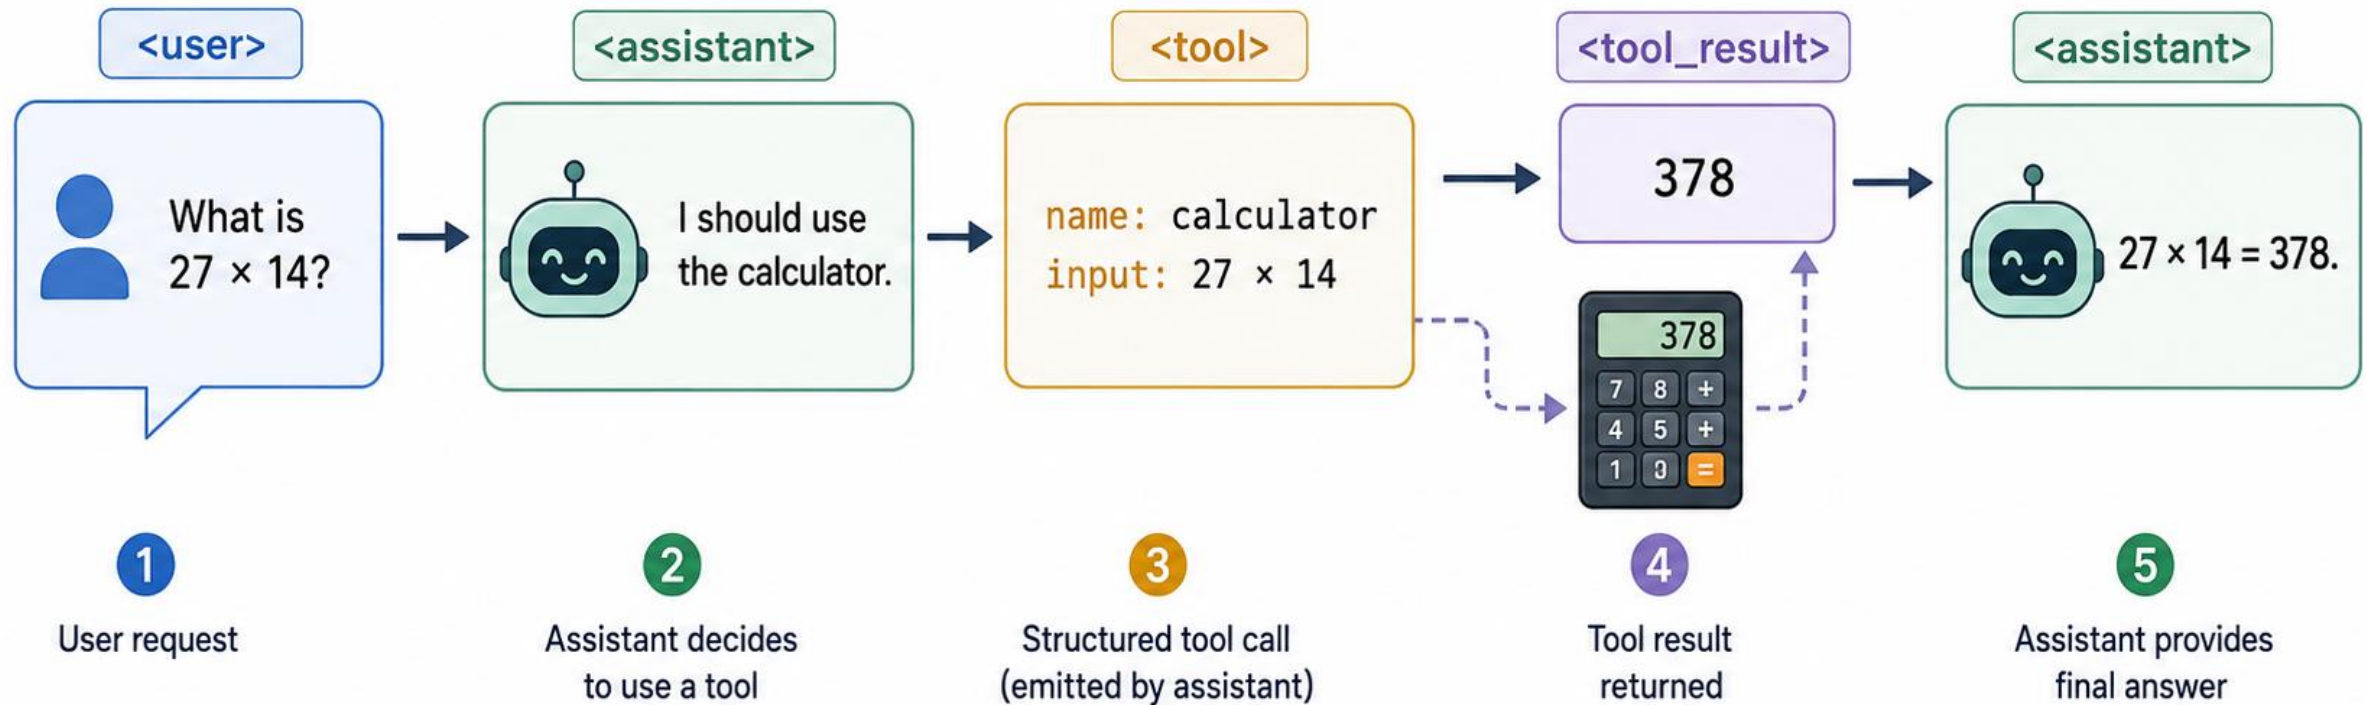 <user>
What is
27 × 14?
<assistant>
I should use
the calculator.
<tool>
name: calculator
input: 27 × 14
<tool_result>
378
378
7 8 +
4 5 +
1 =
<assistant>
27 × 14 = 378.
1
User request
2
Assistant decides
to use a tool
3
Structured tool call
(emitted by assistant)
4
Tool result
returned
5
Assistant provides
final answer